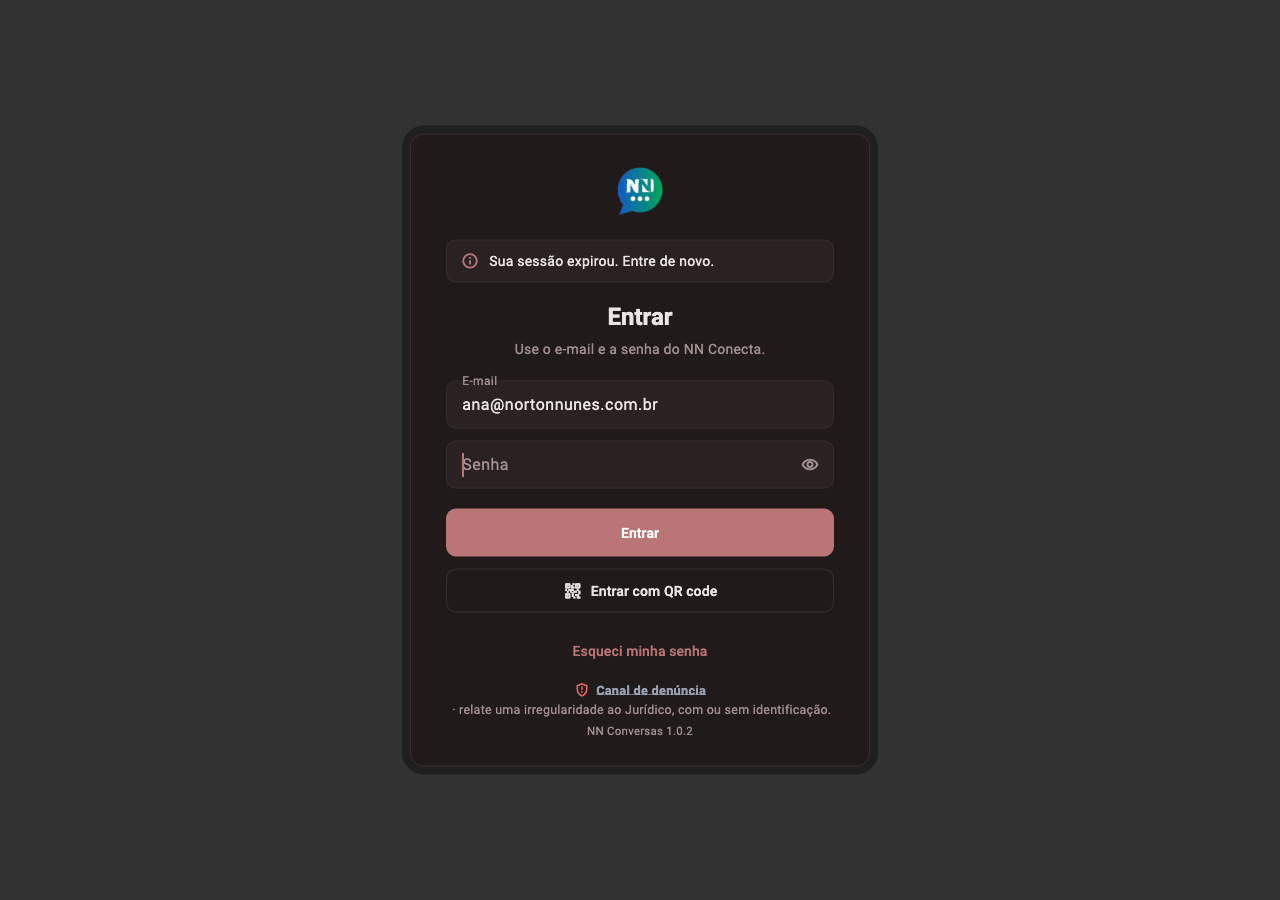 NN
Sua sessão expirou. Entre de novo.
Entrar
Use o e-mail e a senha do NN Conecta.
E-mail
ana@nortonnunes.com.br
Senha
Entrar
Entrar com QR code
Esqueci minha senha
Canal de denúncia
· relate uma irregularidade ao Jurídico, com ou sem identificação.
NN Conversas 1.0.2